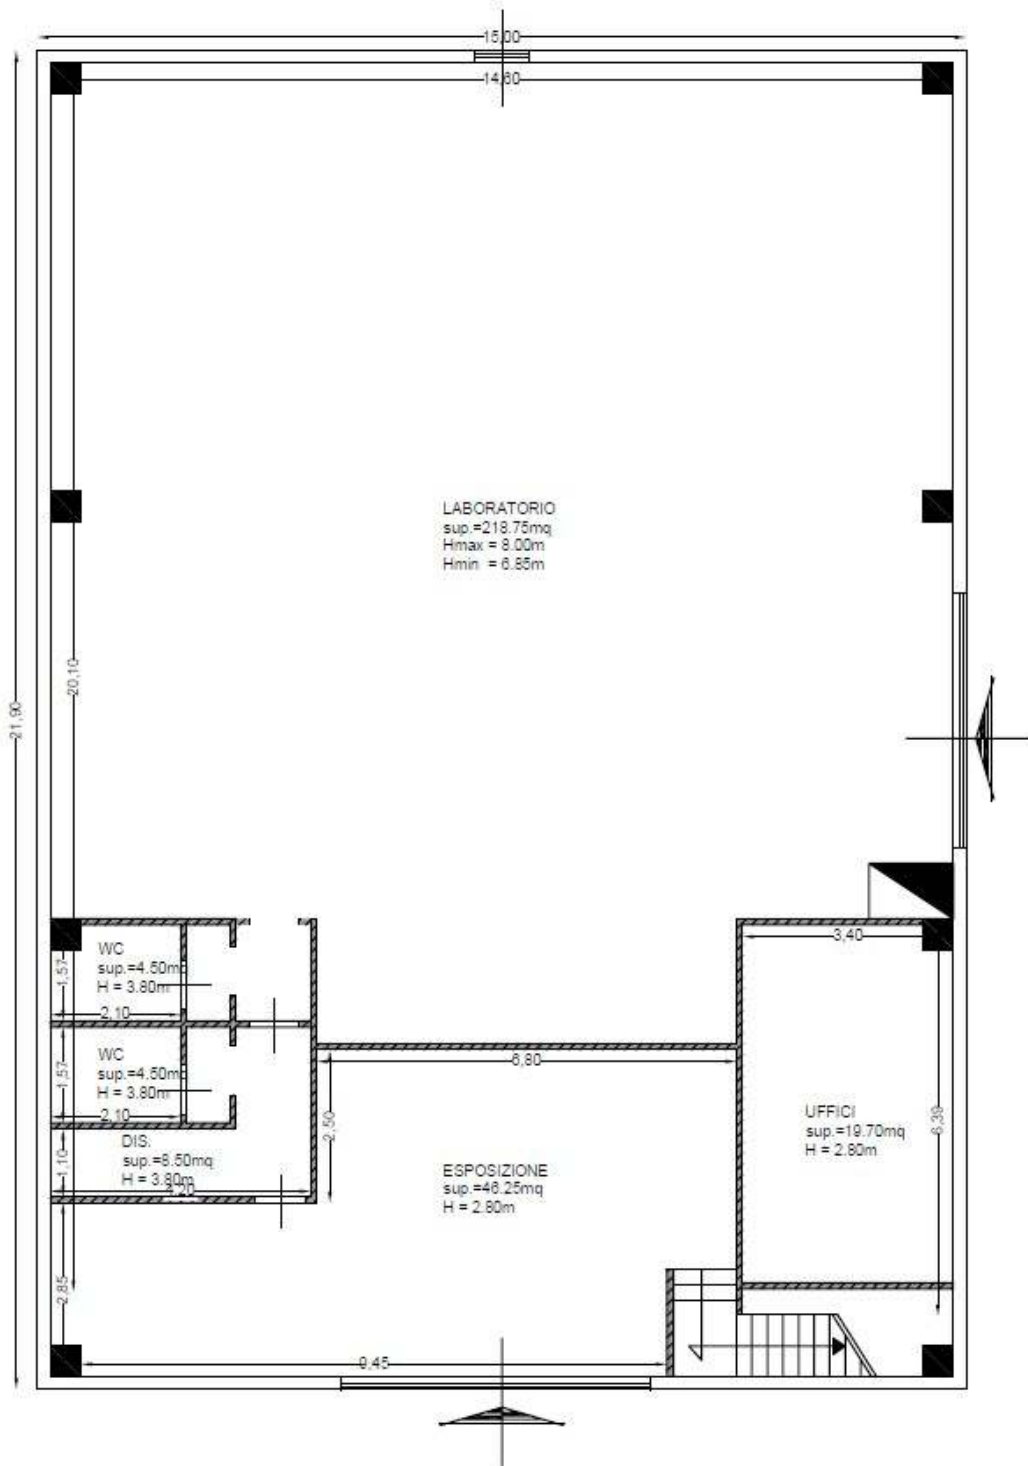 15,00
14,60
LABORATORIO
sup.=218.75mq
Hmax = 8.00m
Hmin = 6.85m
20,10
21,90
WC
sup.=4.50mq
H = 3.80m
1,57
2,10
3,40
WC
sup.=4.50mq
H = 3.80m
1,57
2,10
6,80
2,50
UFFICI
sup.=19.70mq
H = 2.80m
6,39
DIS.
sup.=8.50mq
H = 3.80m
1,10
4,20
ESPOSIZIONE
sup.=46.25mq
H = 2.80m
2,85
9,45